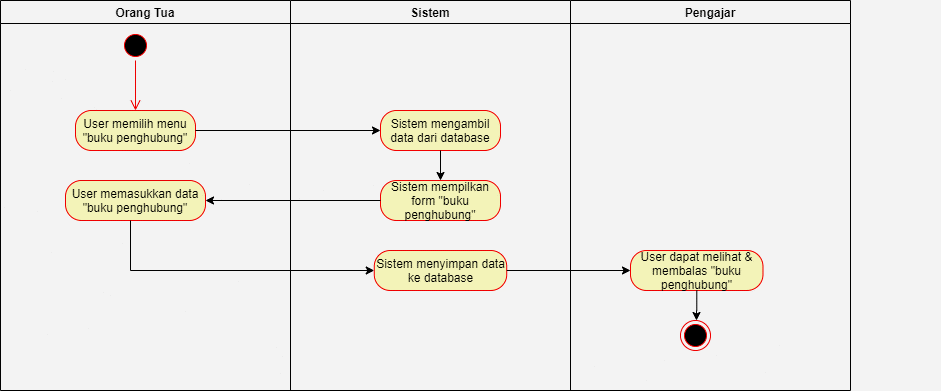 Orang Tua
Sistem
Pengajar
User memilih menu
"buku penghubung"
Sistem mengambil
data dari database
User memasukkan data
"buku penghubung"
Sistem mempilkan
form "buku
penghubung"
Sistem menyimpan data
ke database
User dapat melihat &
membalas "buku
penghubung"